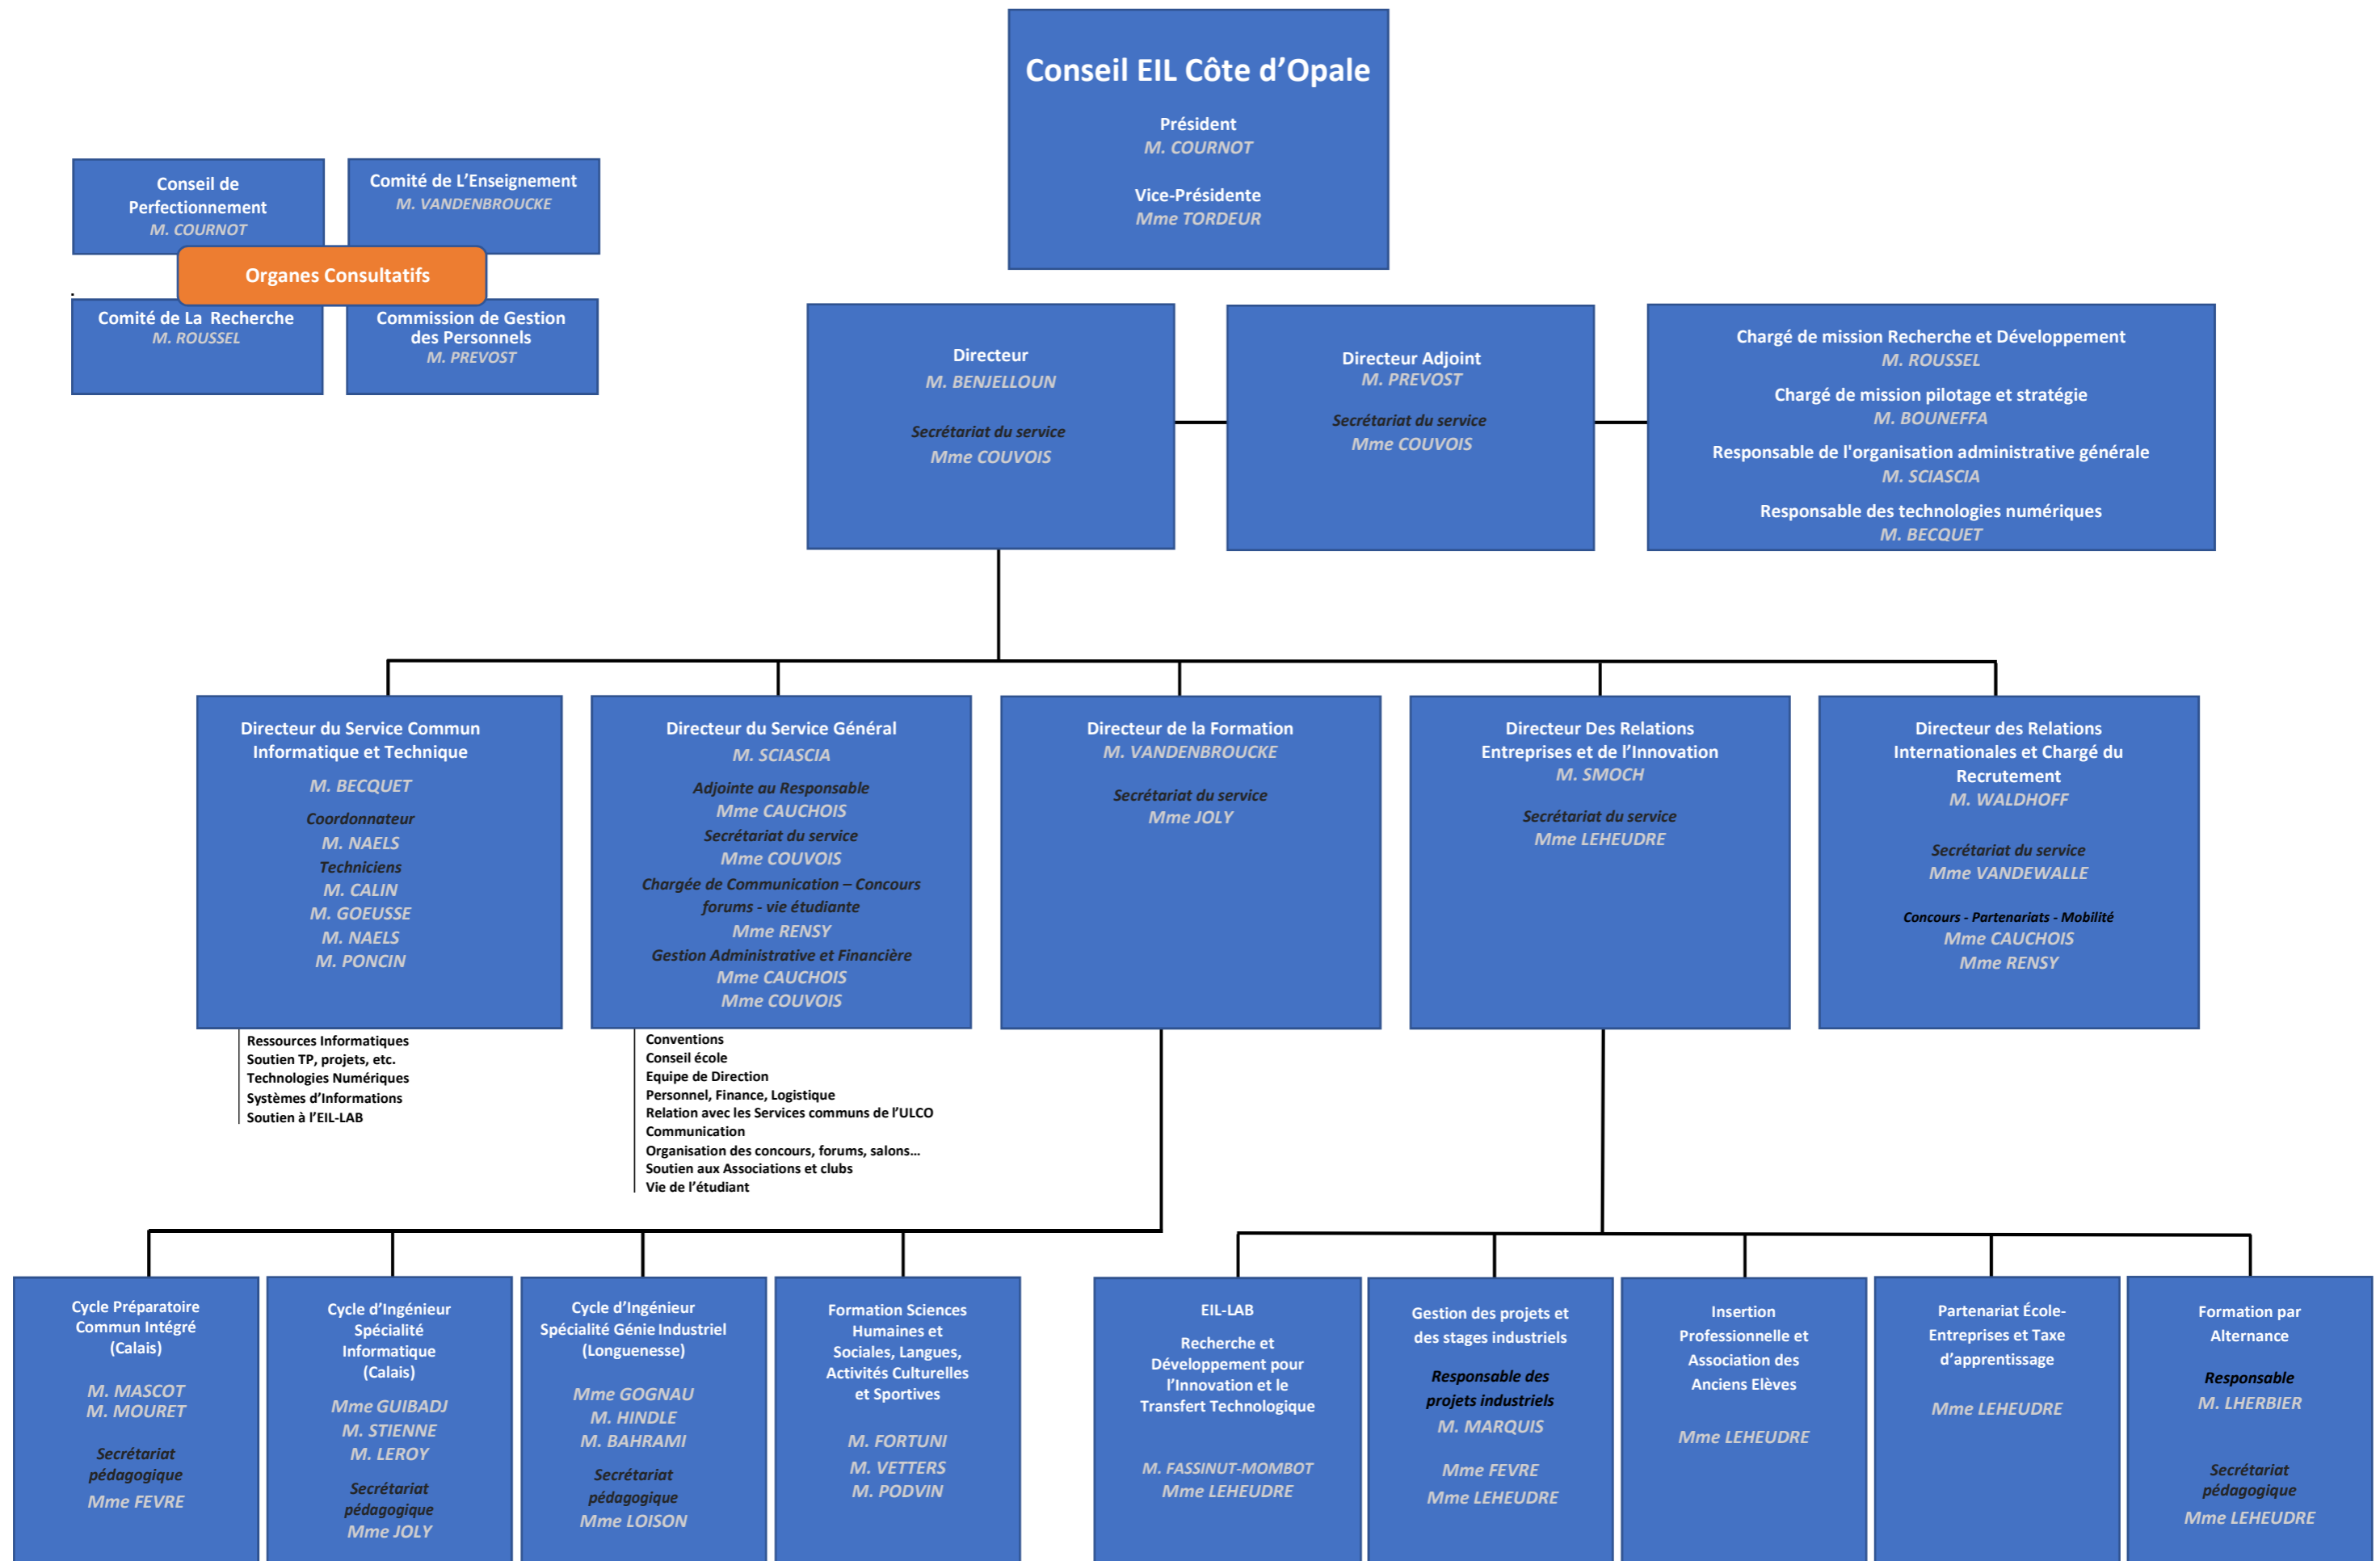 Conseil EIL Côte d’Opale
Président
M. COURNOT
Vice-Présidente
Mme TORDEUR
Conseil de
Perfectionnement
M. COURNOT
Comité de L’Enseignement
M. VANDENBROUCKE
Organes Consultatifs
.
Comité de La Recherche
M. ROUSSEL
Commission de Gestion
des Personnels
M. PREVOST
Directeur
M. BENJELLOUN
Secrétariat du service
Mme COUVOIS
Directeur Adjoint
M. PREVOST
Secrétariat du service
Mme COUVOIS
Chargé de mission Recherche et Développement
M. ROUSSEL
Chargé de mission pilotage et stratégie
M. BOUNEFFA
Responsable de l'organisation administrative générale
M. SCIASCIA
Responsable des technologies numériques
M. BECQUET
Directeur du Service Commun
Informatique et Technique
M. BECQUET
Coordonnateur
M. NAELS
Techniciens
M. CALIN
M. GOEUSSE
M. NAELS
M. PONCIN
Ressources Informatiques
Soutien TP, projets, etc.
Technologies Numériques
Systèmes d’Informations
Soutien à l’EIL-LAB
Directeur du Service Général
M. SCIASCIA
Adjointe au Responsable
Mme CAUCHOIS
Secrétariat du service
Mme COUVOIS
Chargée de Communication – Concours
forums - vie étudiante
Mme RENSY
Gestion Administrative et Financière
Mme CAUCHOIS
Mme COUVOIS
Conventions
Conseil école
Equipe de Direction
Personnel, Finance, Logistique
Relation avec les Services communs de l’ULCO
Communication
Organisation des concours, forums, salons…
Soutien aux Associations et clubs
Vie de l’étudiant
Directeur de la Formation
M. VANDENBROUCKE
Secrétariat du service
Mme JOLY
Directeur Des Relations
Entreprises et de l’Innovation
M. SMOCH
Secrétariat du service
Mme LEHEUDRE
Directeur des Relations
Internationales et Chargé du
Recrutement
M. WALDHOFF
Secrétariat du service
Mme VANDEWALLE
Concours - Partenariats - Mobilité
Mme CAUCHOIS
Mme RENSY
Cycle Préparatoire
Commun Intégré
(Calais)
M. MASCOT
M. MOURET
Secrétariat
pédagogique
Mme FEVRE
Cycle d’Ingénieur
Spécialité
Informatique
(Calais)
Mme GUIBADJ
M. STIENNE
M. LEROY
Secrétariat
pédagogique
Mme JOLY
Cycle d’Ingénieur
Spécialité Génie Industriel
(Longuenesse)
Mme GOGNAU
M. HINDLE
M. BAHRAMI
Secrétariat
pédagogique
Mme LOISON
Formation Sciences
Humaines et
Sociales, Langues,
Activités Culturelles
et Sportives
M. FORTUNI
M. VETTERS
M. PODVIN
EIL-LAB
Recherche et
Développement pour
l’Innovation et le
Transfert Technologique
M. FASSINUT-MOMBOT
Mme LEHEUDRE
Gestion des projets et
des stages industriels
Responsable des
projets industriels
M. MARQUIS
Mme FEVRE
Mme LEHEUDRE
Insertion
Professionnelle et
Association des
Anciens Elèves
Mme LEHEUDRE
Partenariat École-
Entreprises et Taxe
d’apprentissage
Mme LEHEUDRE
Formation par
Alternance
Responsable
M. LHERBIER
Secrétariat
pédagogique
Mme LEHEUDRE